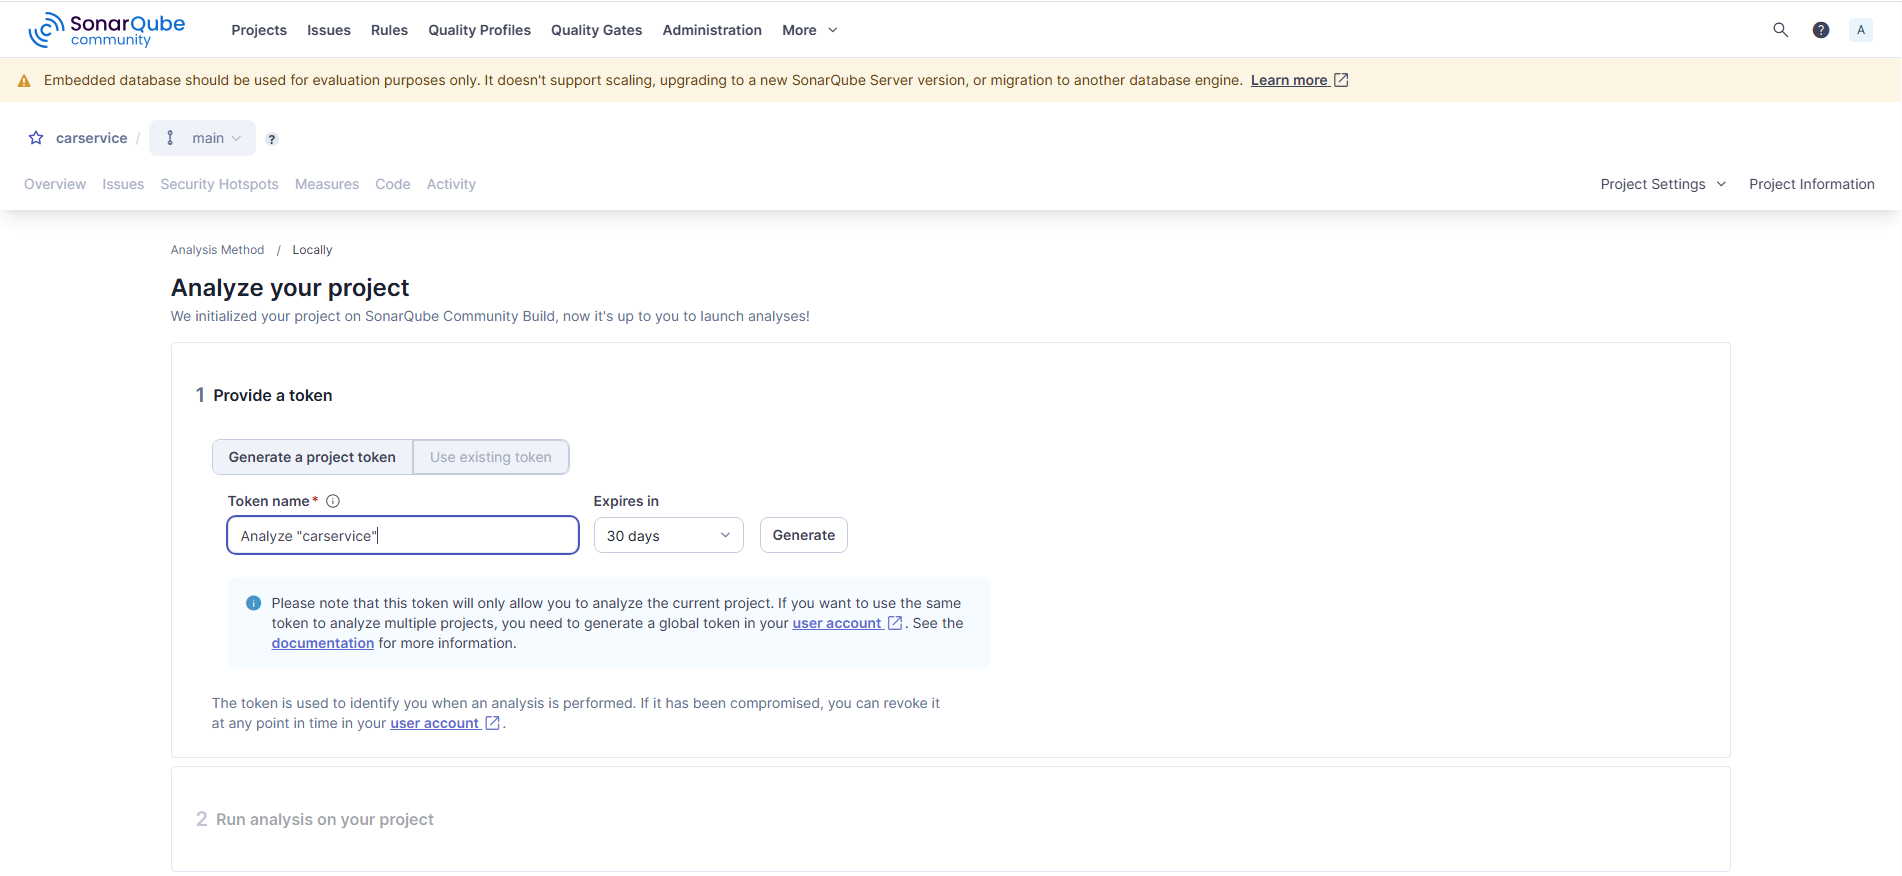 SonarQube
community
Projects Issues Rules Quality Profiles Quality Gates Administration More
? A
Embedded database should be used for evaluation purposes only. It doesn't support scaling, upgrading to a new SonarQube Server version, or migration to another database engine. Learn more
carservice / main ?
Overview Issues Security Hotspots Measures Code Activity
Project Settings Project Information
Analysis Method / Locally
Analyze your project
We initialized your project on SonarQube Community Build, now it's up to you to launch analyses!
1 Provide a token
Generate a project token Use existing token
Token name* Expires in
Analyze "carservice" 30 days Generate
Please note that this token will only allow you to analyze the current project. If you want to use the same
token to analyze multiple projects, you need to generate a global token in your user account . See the
documentation for more information.
The token is used to identify you when an analysis is performed. If it has been compromised, you can revoke it
at any point in time in your user account .
2 Run analysis on your project